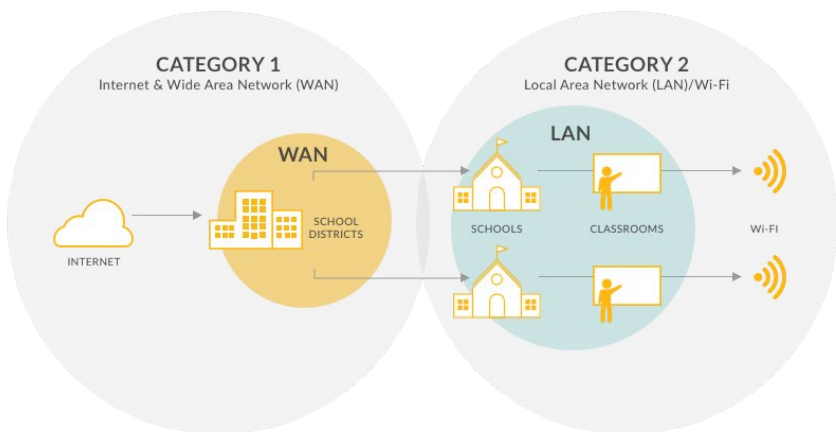 CATEGORY 1
Internet & Wide Area Network (WAN)
CATEGORY 2
Local Area Network (LAN)/Wi-Fi
WAN
LAN
INTERNET
SCHOOL
DISTRICTS
SCHOOLS
CLASSROOMS
Wi-FI